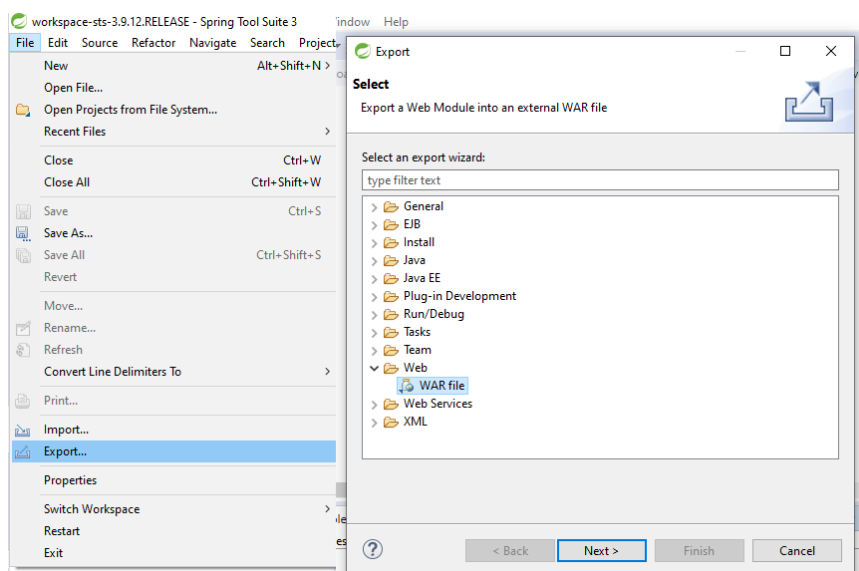 workspace-sts-3.9.12.RELEASE - Spring Tool Suite 3
File Edit Source Refactor Navigate Search Project
New Alt+Shift+N >
Open File...
Open Projects from File System...
Recent Files >
Close Ctrl+W
Close All Ctrl+Shift+W
Save Ctrl+S
Save As...
Save All Ctrl+Shift+S
Revert
Move...
Rename...
Refresh
Convert Line Delimiters To >
Print...
Import...
Export...
Properties
Switch Workspace >
Restart
Exit
Help
Export
Select
Export a Web Module into an external WAR file
Select an export wizard:
type filter text
General
EJB
Install
Java
Java EE
Plug-in Development
Run/Debug
Tasks
Team
Web
WAR file
Web Services
XML
< Back Next > Finish Cancel